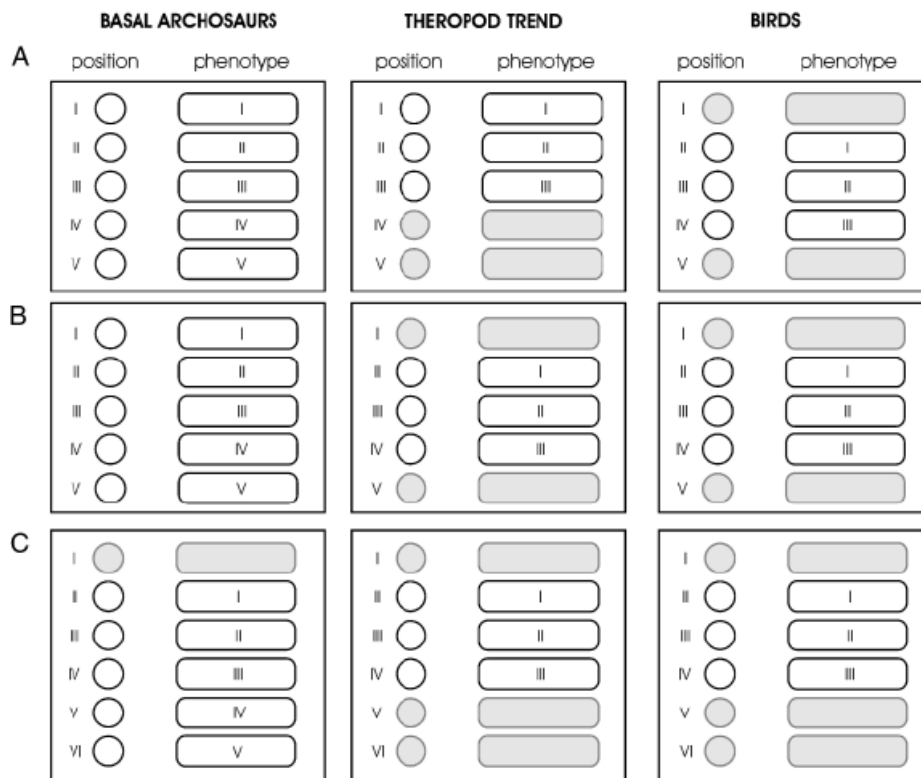 BASAL ARCHOSAURS THEROPOD TREND BIRDS
A position phenotype position phenotype position phenotype
I I I I I
II II II II II I
III III III III III II
IV IV IV IV III
V V V V
B
I I I I
II II II I II I
III III III II III II
IV IV IV III IV III
V V V V
C
I I I
II I II I II I
III II III II III II
IV III IV III IV III
V IV V V
VI V VI VI